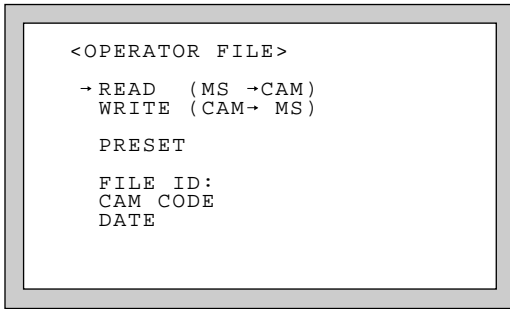 <OPERATOR FILE>
→READ (MS →CAM)
WRITE (CAM→ MS)
PRESET
FILE ID:
CAM CODE
DATE